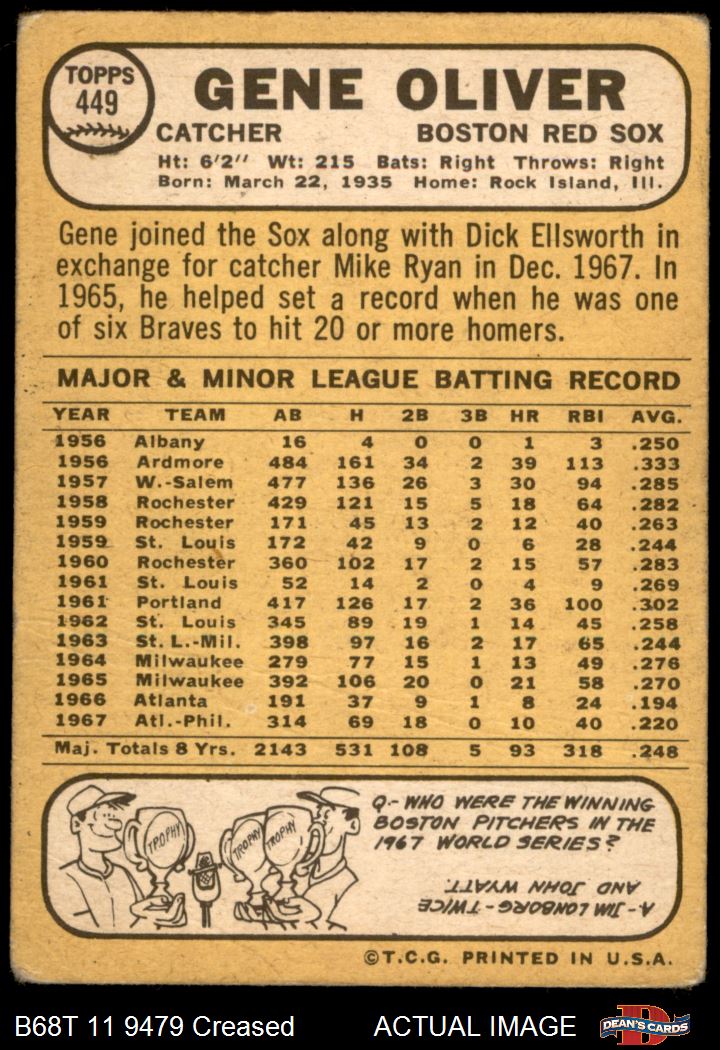 TOPPS
449
GENE OLIVER
CATCHER BOSTON RED SOX
Ht: 6'2'' Wt: 215 Bats: Right Throws: Right
Born: March 22, 1935 Home: Rock Island, Ill.
Gene joined the Sox along with Dick Ellsworth in
exchange for catcher Mike Ryan in Dec. 1967. In
1965, he helped set a record when he was one
of six Braves to hit 20 or more homers.
MAJOR & MINOR LEAGUE BATTING RECORD
YEAR TEAM AB H 2B 3B HR RBI AVG.
1956 Albany 16 4 0 0 1 3 .250
1956 Ardmore 484 161 34 2 39 113 .333
1957 W.-Salem 477 136 26 3 30 94 .285
1958 Rochester 429 121 15 5 18 64 .282
1959 Rochester 171 45 13 2 12 40 .263
1959 St. Louis 172 42 9 0 6 28 .244
1960 Rochester 360 102 17 2 15 57 .283
1961 St. Louis 52 14 2 0 4 9 .269
1961 Portland 417 126 17 2 36 100 .302
1962 St. Louis 345 89 19 1 14 45 .258
1963 St. L.-Mil. 398 97 16 2 17 65 .244
1964 Milwaukee 279 77 15 1 13 49 .276
1965 Milwaukee 392 106 20 0 21 58 .270
1966 Atlanta 191 37 9 1 8 24 .194
1967 Atl.-Phil. 314 69 18 0 10 40 .220
Maj. Totals 8 Yrs. 2143 531 108 5 93 318 .248
TROPHY TROPHY TROPHY
Q.- WHO WERE THE WINNING
BOSTON PITCHERS IN THE
1967 WORLD SERIES?
A- JIM LONBORG - TWICE
AND JOHN WYATT.
©T.C.G. PRINTED IN U.S.A.
B68T 11 9479 Creased ACTUAL IMAGE
D
DEAN'S CARDS